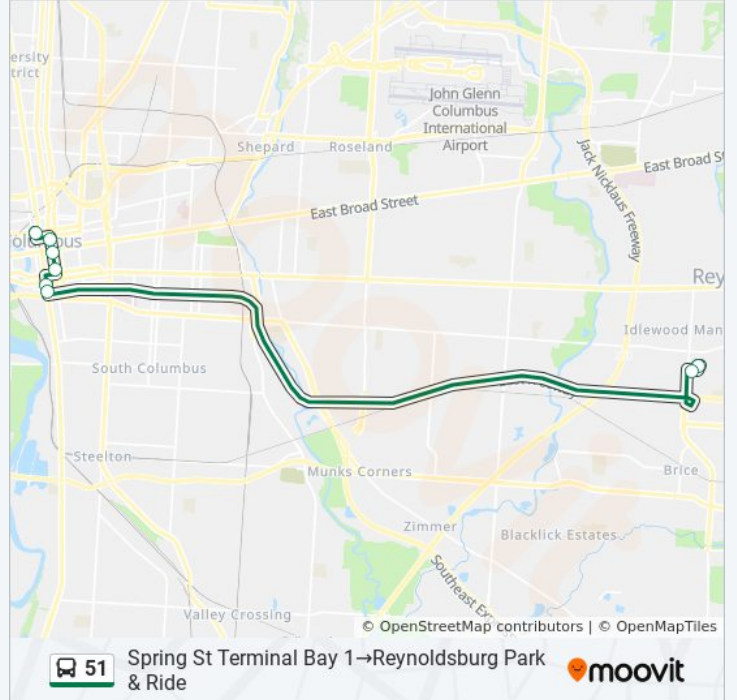 ersity
trict
John Glenn
Columbus
International
Airport
Shepard
Roseland
East Broad St
Jack Nicklaus Freeway
East Broad Street
olumbus
Rey
Idlewood Man
South Columbus
Steelton
Munks Corners
Brice
Zimmer
Blacklick Estates
Southeast Ex
Valley Crossing
© OpenStreetMap contributors | © OpenMapTiles
51
Spring St Terminal Bay 1→Reynoldsburg Park
& Ride
moovit